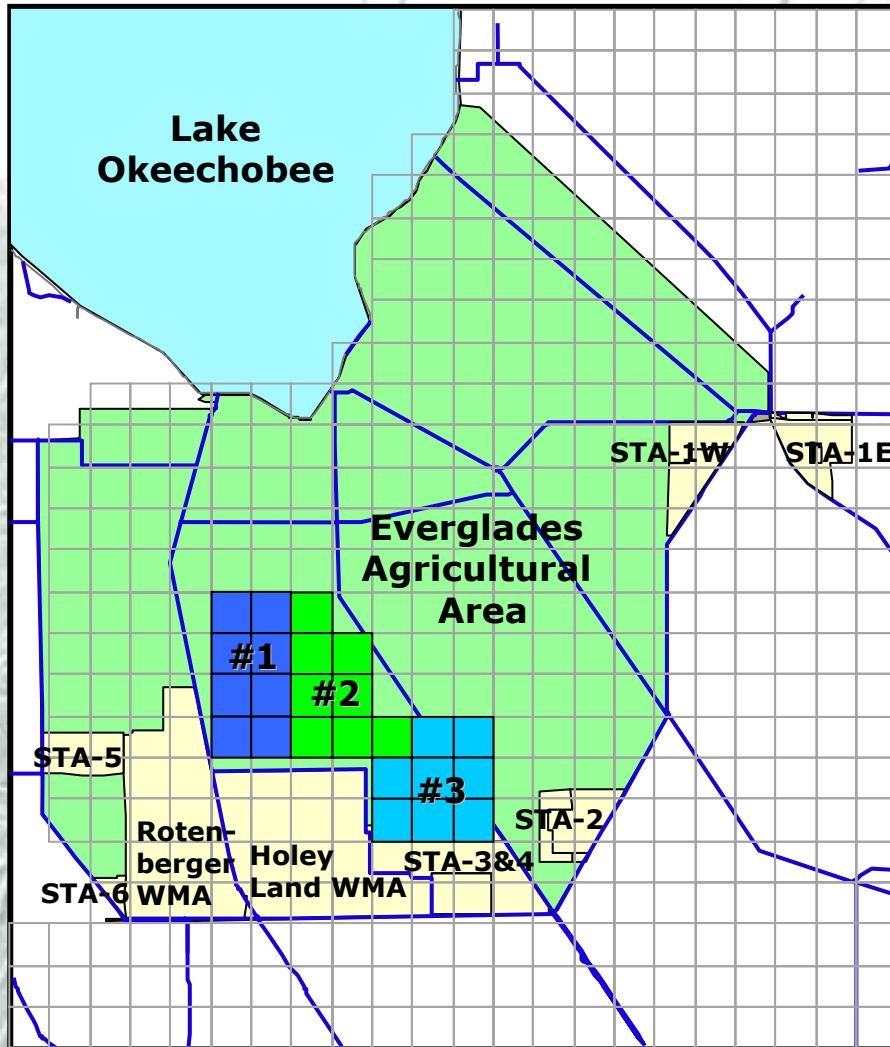 Lake
Okeechobee
STA-1W
STA-1E
Everglades
Agricultural
Area
#1
#2
#3
STA-5
STA-2
Roten-
berger
WMA
Holey
Land WMA
STA-3&4
STA-6